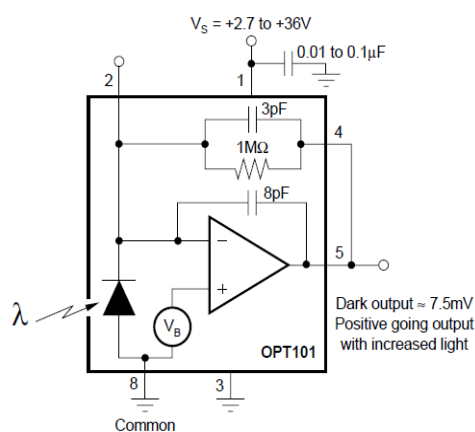 V_S = +2.7 to +36V
0.01 to 0.1μF
2
1
3pF
4
1MΩ
8pF
5
−
+
λ
V_B
Dark output ≈ 7.5mV
Positive going output
with increased light
OPT101
8
3
Common